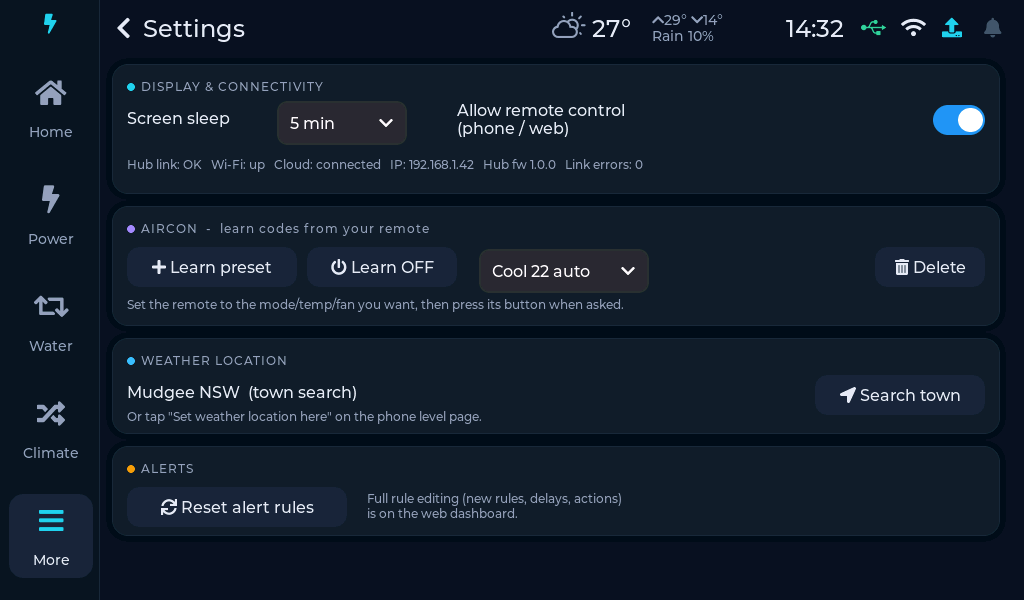 Settings
27°
29° 14°
Rain 10%
14:32
Home
Power
Water
Climate
More
DISPLAY & CONNECTIVITY
Screen sleep
5 min
Allow remote control
(phone / web)
Hub link: OK Wi-Fi: up Cloud: connected IP: 192.168.1.42 Hub fw 1.0.0 Link errors: 0
AIRCON - learn codes from your remote
Learn preset
Learn OFF
Cool 22 auto
Delete
Set the remote to the mode/temp/fan you want, then press its button when asked.
WEATHER LOCATION
Mudgee NSW (town search)
Search town
Or tap "Set weather location here" on the phone level page.
ALERTS
Reset alert rules
Full rule editing (new rules, delays, actions)
is on the web dashboard.